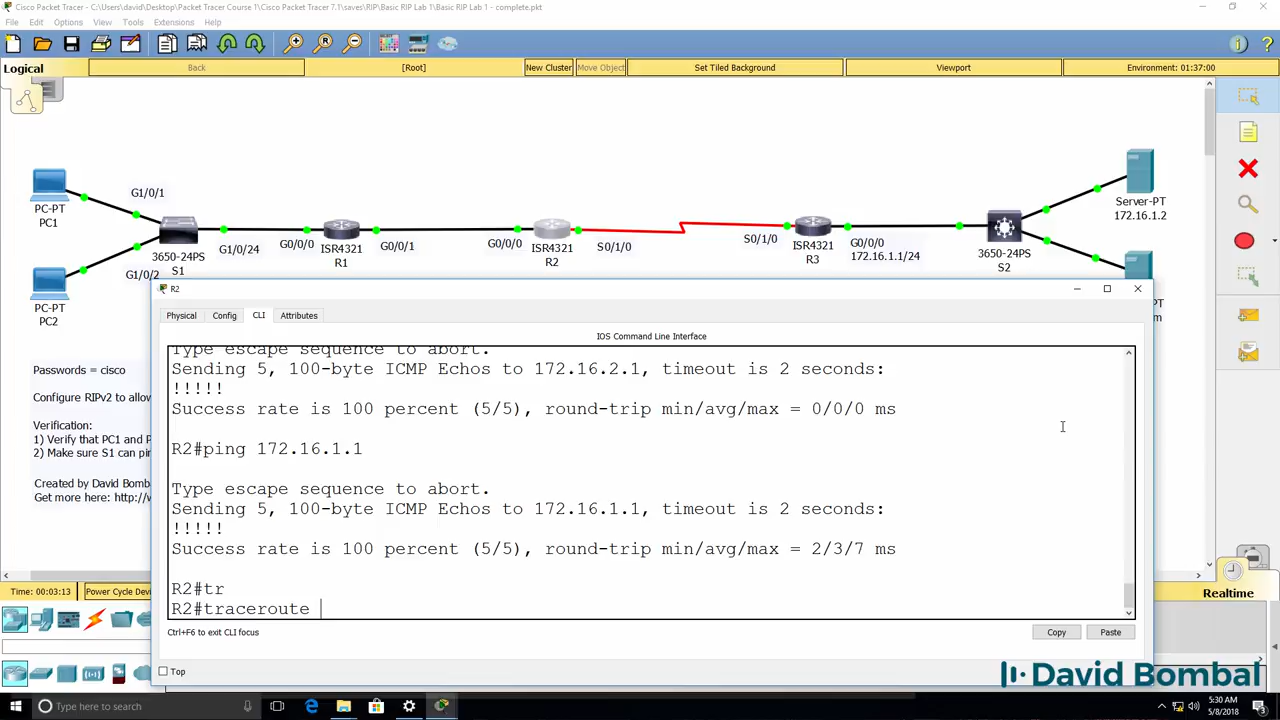 Cisco Packet Tracer - C:\Users\david\Desktop\Packet Tracer Course 1\Cisco Packet Tracer 7.1\saves\RIP\Basic RIP Lab 1\Basic RIP Lab 1 - complete.pkt
File Edit Options View Tools Extensions Help
Logical
Back
[Root]
New Cluster
Move Object
Set Tiled Background
Viewport
Environment: 01:37:00
PC-PT
PC1
G1/0/1
3650-24PS
S1
G1/0/24
G0/0/0
ISR4321
R1
G0/0/1
G0/0/0
ISR4321
R2
S0/1/0
S0/1/0
ISR4321
R3
G0/0/0
172.16.1.1/24
3650-24PS
S2
Server-PT
172.16.1.2
G1/0/2
PC-PT
PC2
Passwords = cisco
Configure RIPv2 to allow
Verification:
1) Verify that PC1 and P
2) Make sure S1 can pin
Created by David Bomba
Get more here: http://w
R2
Physical Config CLI Attributes
IOS Command Line Interface
Type escape sequence to abort.
Sending 5, 100-byte ICMP Echos to 172.16.2.1, timeout is 2 seconds:
!!!!!
Success rate is 100 percent (5/5), round-trip min/avg/max = 0/0/0 ms
R2#ping 172.16.1.1
Type escape sequence to abort.
Sending 5, 100-byte ICMP Echos to 172.16.1.1, timeout is 2 seconds:
!!!!!
Success rate is 100 percent (5/5), round-trip min/avg/max = 2/3/7 ms
R2#tr
R2#traceroute
Ctrl+F6 to exit CLI focus
Copy
Paste
Top
Time: 00:03:13
Power Cycle Devi
Realtime
David Bombal
Type here to search
5:30 AM
5/8/2018